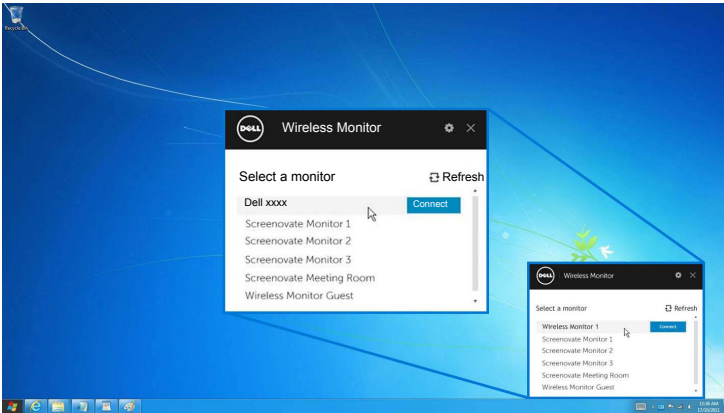 Recycle Bin
DELL
Wireless Monitor
Select a monitor
Refresh
Dell xxxx
Connect
Screenovate Monitor 1
Screenovate Monitor 2
Screenovate Monitor 3
Screenovate Meeting Room
Wireless Monitor Guest
DELL
Wireless Monitor
Select a monitor
Refresh
Wireless Monitor 1
Connect
Screenovate Monitor 1
Screenovate Monitor 2
Screenovate Monitor 3
Screenovate Meeting Room
Wireless Monitor Guest